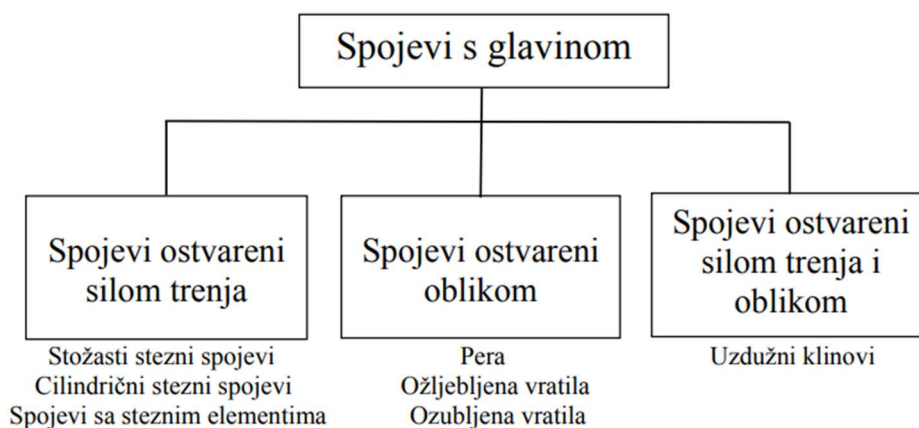 Spojevi s glavinom
Spojevi ostvareni
silom trenja
Spojevi ostvareni
oblikom
Spojevi ostvareni
silom trenja i
oblikom
Stožasti stezni spojevi
Cilindrični stezni spojevi
Spojevi sa steznim elementima
Pera
Ožljebljena vratila
Ozubljena vratila
Uzdužni klinovi